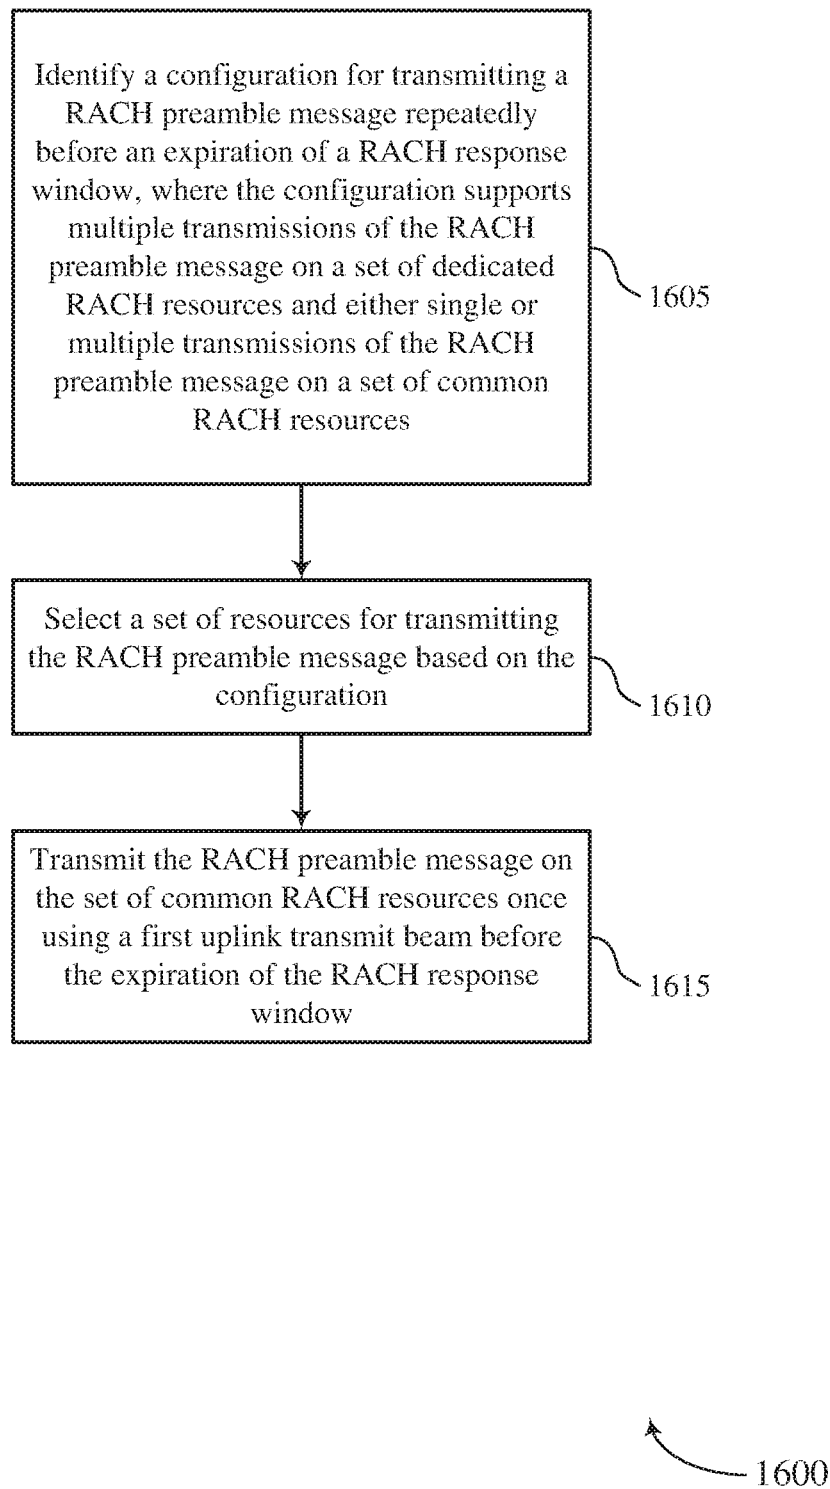 Identify a configuration for transmitting a
RACH preamble message repeatedly
before an expiration of a RACH response
window, where the configuration supports
multiple transmissions of the RACH
preamble message on a set of dedicated
RACH resources and either single or
multiple transmissions of the RACH
preamble message on a set of common
RACH resources
1605
Select a set of resources for transmitting
the RACH preamble message based on the
configuration
1610
Transmit the RACH preamble message on
the set of common RACH resources once
using a first uplink transmit beam before
the expiration of the RACH response
window
1615
1600